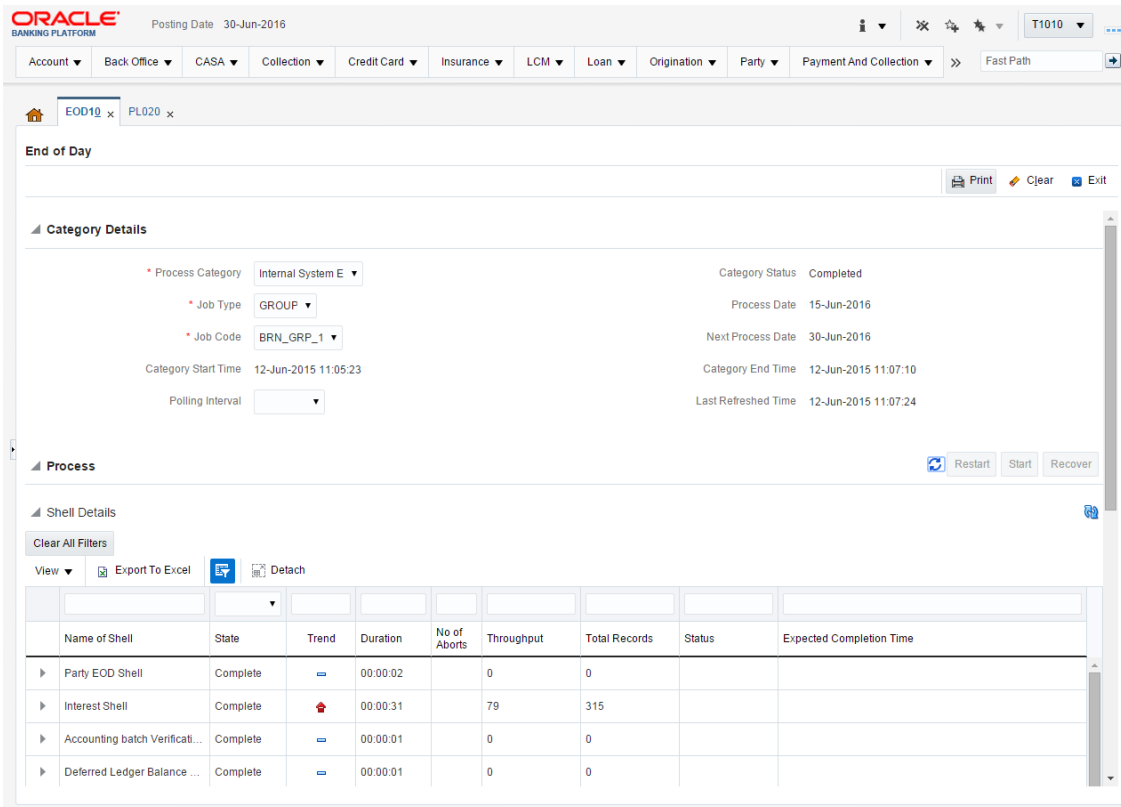 ORACLE
BANKING PLATFORM
Posting Date 30-Jun-2016
T1010
Account Back Office CASA Collection Credit Card Insurance LCM Loan Origination Party Payment And Collection » Fast Path
EOD10 x PL020 x
End of Day
Print Clear Exit
Category Details
* Process Category Internal System E Category Status Completed
* Job Type GROUP Process Date 15-Jun-2016
* Job Code BRN_GRP_1 Next Process Date 30-Jun-2016
Category Start Time 12-Jun-2015 11:05:23 Category End Time 12-Jun-2015 11:07:10
Polling Interval Last Refreshed Time 12-Jun-2015 11:07:24
Process Restart Start Recover
Shell Details
Clear All Filters
View Export To Excel Detach
Name of Shell State Trend Duration No of Aborts Throughput Total Records Status Expected Completion Time
Party EOD Shell Complete 00:00:02 0 0
Interest Shell Complete 00:00:31 79 315
Accounting batch Verificati... Complete 00:00:01 0 0
Deferred Ledger Balance ... Complete 00:00:01 0 0